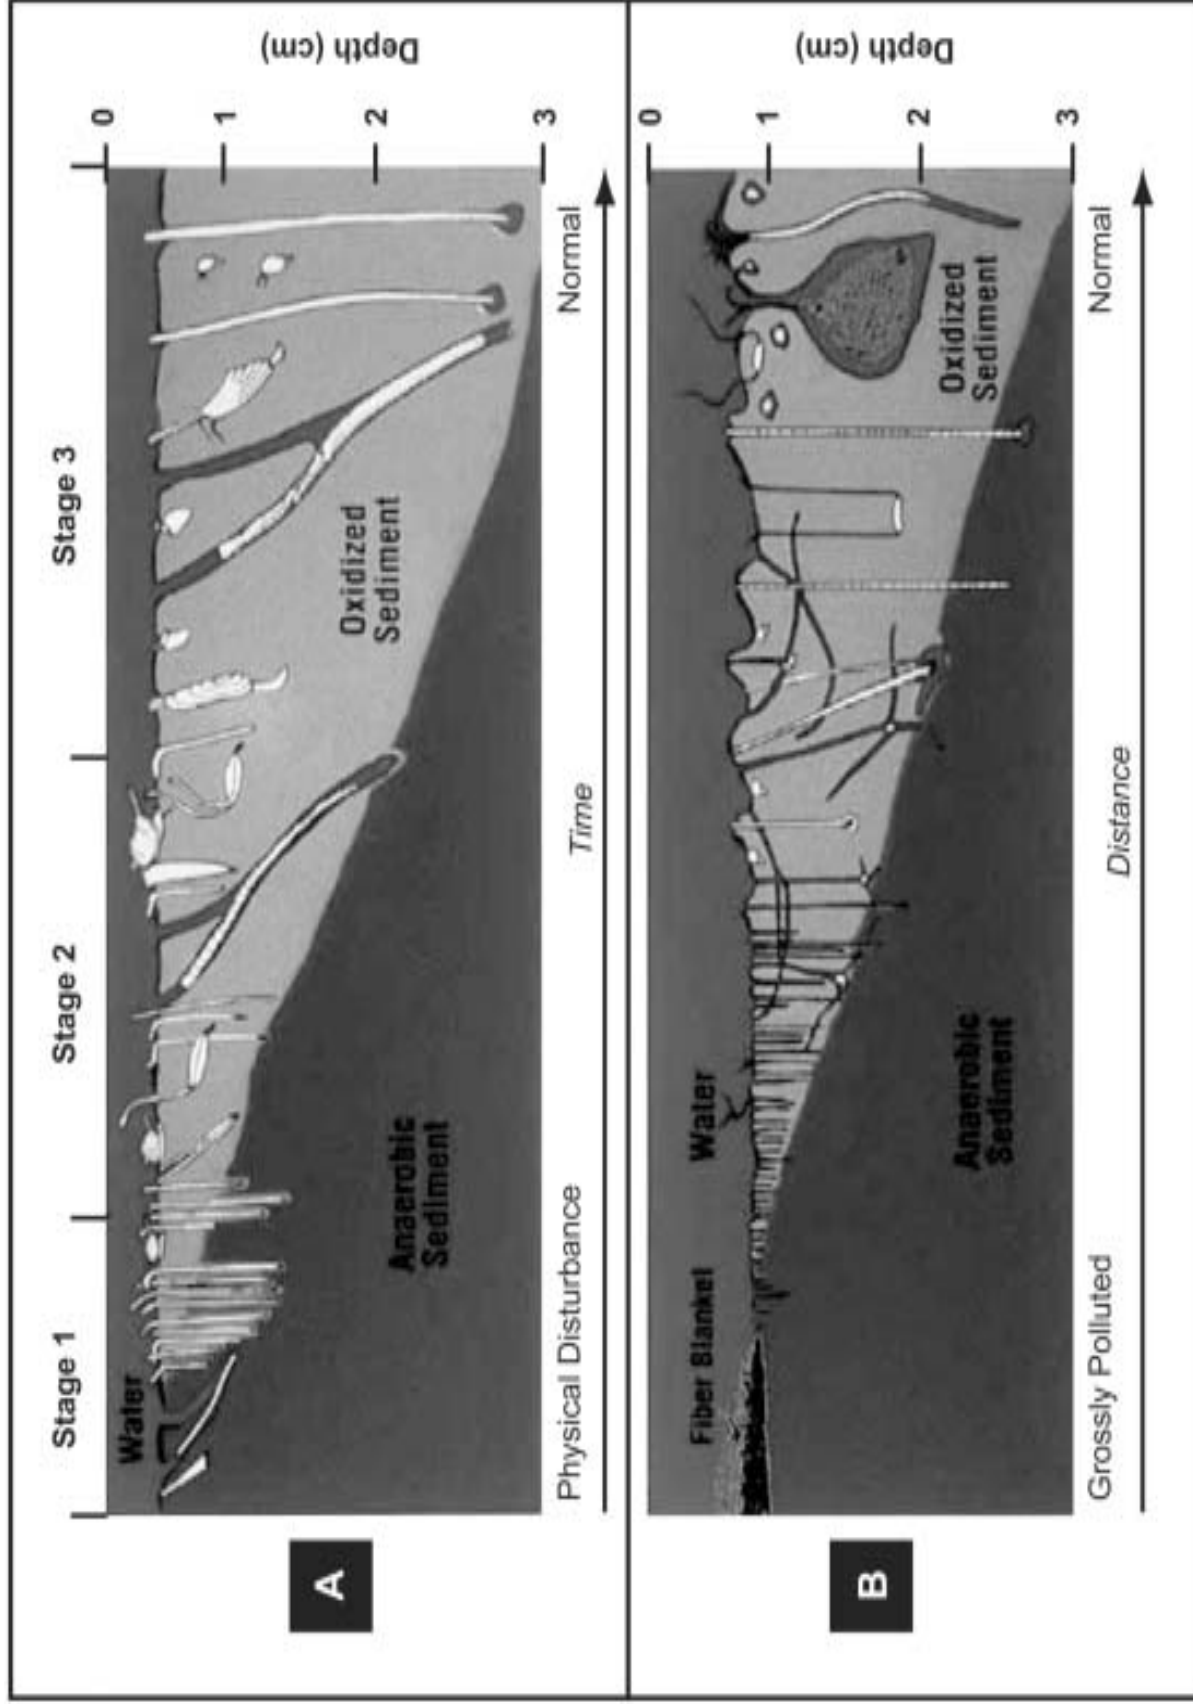 Stage 1
Stage 2
Stage 3
Water
Anaerobic
Sediment
Oxidized
Sediment
0
1
2
3
Depth (cm)
A
Physical Disturbance
Time
Normal
Fiber Blanket
Water
Anaerobic
Sediment
Oxidized
Sediment
0
1
2
3
Depth (cm)
B
Grossly Polluted
Distance
Normal